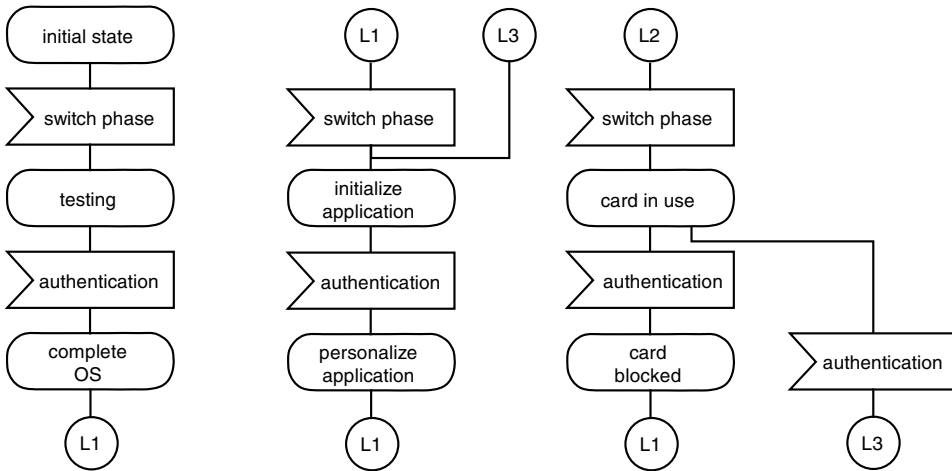 initial state
switch phase
testing
authentication
complete
OS
L1
L1
L3
switch phase
initialize
application
authentication
personalize
application
L1
L2
switch phase
card in use
authentication
card
blocked
L1
authentication
L3